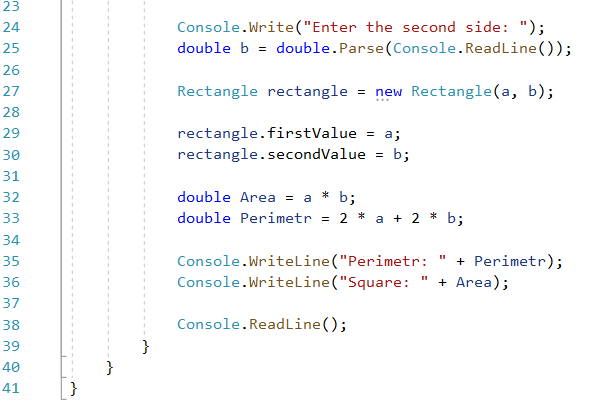 23
24 Console.Write("Enter the second side: ");
25 double b = double.Parse(Console.ReadLine());
26
27 Rectangle rectangle = new Rectangle(a, b);
28
29 rectangle.firstValue = a;
30 rectangle.secondValue = b;
31
32 double Area = a * b;
33 double Perimetr = 2 * a + 2 * b;
34
35 Console.WriteLine("Perimetr: " + Perimetr);
36 Console.WriteLine("Square: " + Area);
37
38 Console.ReadLine();
39 }
40 }
41 }